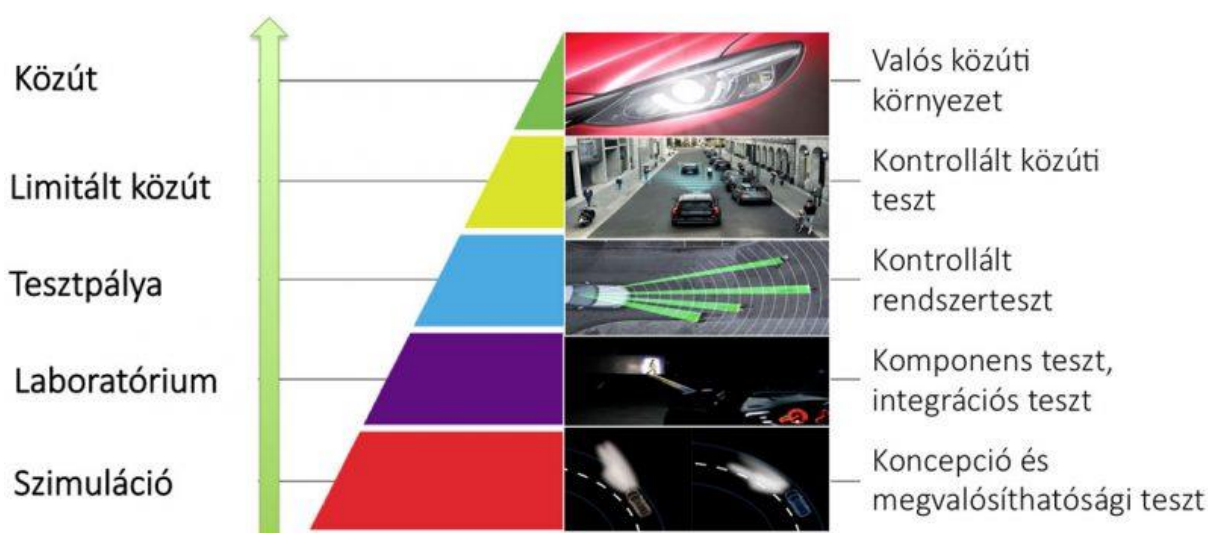 Közút
Valós közúti
környezet
Limitált közút
Kontrollált közúti
teszt
Tesztpálya
Kontrollált
rendszerteszt
Laboratórium
Komponens teszt,
integrációs teszt
Szimuláció
Koncepció és
megvalósíthatósági teszt